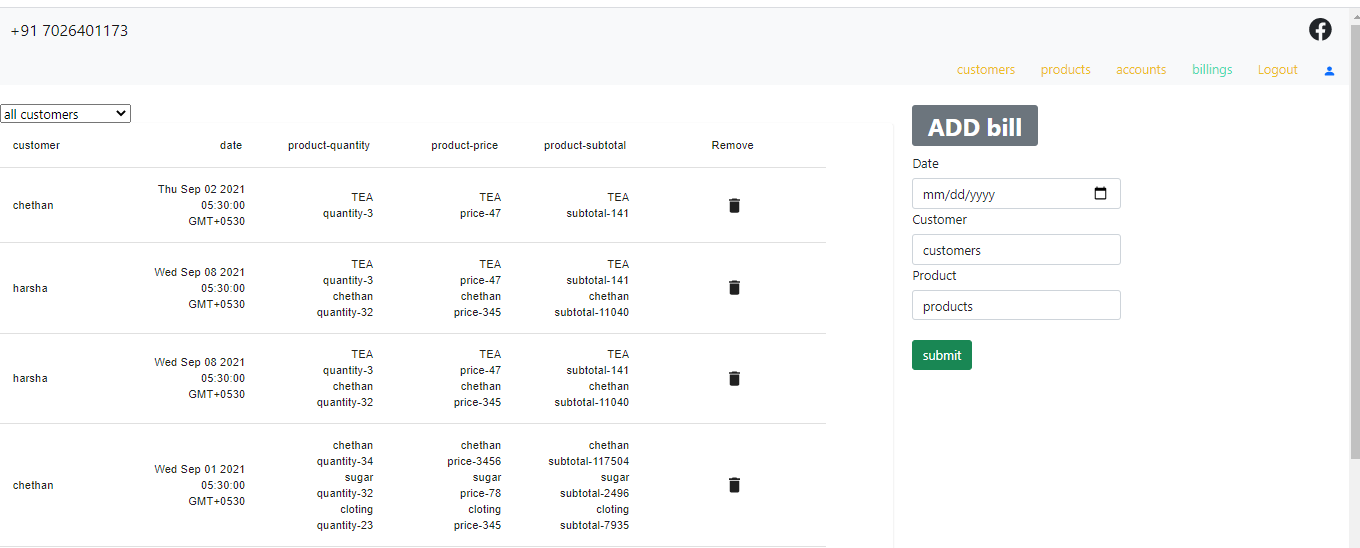 +91 7026401173
customers products accounts billings Logout
all customers
customer date product-quantity product-price product-subtotal Remove
chethan
Thu Sep 02 2021
05:30:00
GMT+0530
TEA
quantity-3
TEA
price-47
TEA
subtotal-141
harsha
Wed Sep 08 2021
05:30:00
GMT+0530
TEA
quantity-3
chethan
quantity-32
TEA
price-47
chethan
price-345
TEA
subtotal-141
chethan
subtotal-11040
harsha
Wed Sep 08 2021
05:30:00
GMT+0530
TEA
quantity-3
chethan
quantity-32
TEA
price-47
chethan
price-345
TEA
subtotal-141
chethan
subtotal-11040
chethan
Wed Sep 01 2021
05:30:00
GMT+0530
chethan
quantity-34
sugar
quantity-32
cloting
quantity-23
chethan
price-3456
sugar
price-78
cloting
price-345
chethan
subtotal-117504
sugar
subtotal-2496
cloting
subtotal-7935
ADD bill
Date
mm/dd/yyyy
Customer
customers
Product
products
submit